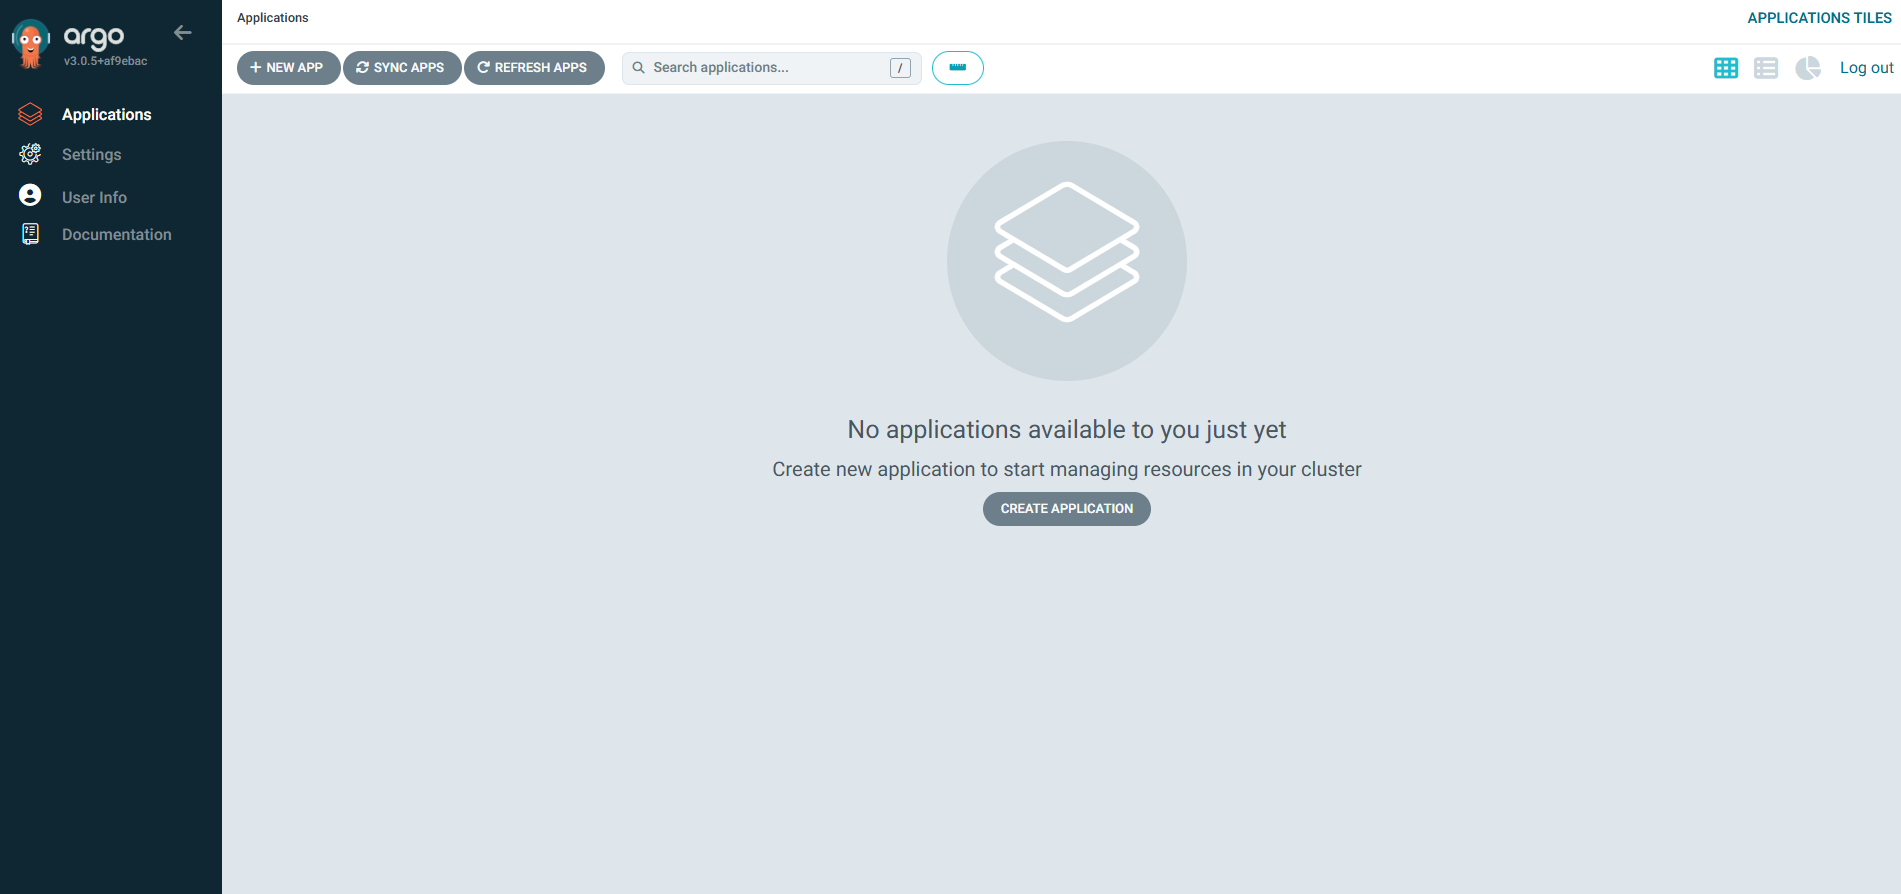 argo
v3.0.5+af9ebac
Applications
Settings
User Info
Documentation
Applications
APPLICATIONS TILES
NEW APP
SYNC APPS
REFRESH APPS
Search applications...
/
Log out
No applications available to you just yet
Create new application to start managing resources in your cluster
CREATE APPLICATION